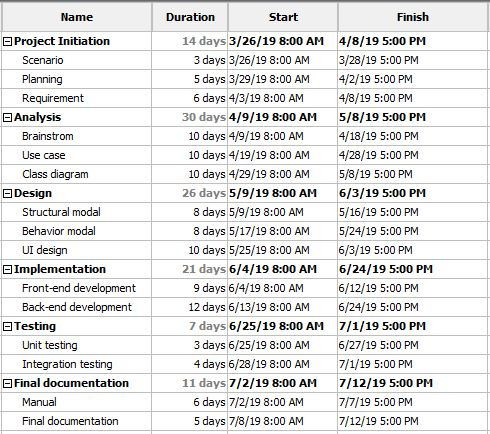 Name Duration Start Finish
Project Initiation 14 days 3/26/19 8:00 AM 4/8/19 5:00 PM
Scenario 3 days 3/26/19 8:00 AM 3/28/19 5:00 PM
Planning 5 days 3/29/19 8:00 AM 4/2/19 5:00 PM
Requirement 6 days 4/3/19 8:00 AM 4/8/19 5:00 PM
Analysis 30 days 4/9/19 8:00 AM 5/8/19 5:00 PM
Brainstrom 10 days 4/9/19 8:00 AM 4/18/19 5:00 PM
Use case 10 days 4/19/19 8:00 AM 4/28/19 5:00 PM
Class diagram 10 days 4/29/19 8:00 AM 5/8/19 5:00 PM
Design 26 days 5/9/19 8:00 AM 6/3/19 5:00 PM
Structural modal 8 days 5/9/19 8:00 AM 5/16/19 5:00 PM
Behavior modal 8 days 5/17/19 8:00 AM 5/24/19 5:00 PM
UI design 10 days 5/25/19 8:00 AM 6/3/19 5:00 PM
Implementation 21 days 6/4/19 8:00 AM 6/24/19 5:00 PM
Front-end development 9 days 6/4/19 8:00 AM 6/12/19 5:00 PM
Back-end development 12 days 6/13/19 8:00 AM 6/24/19 5:00 PM
Testing 7 days 6/25/19 8:00 AM 7/1/19 5:00 PM
Unit testing 3 days 6/25/19 8:00 AM 6/27/19 5:00 PM
Integration testing 4 days 6/28/19 8:00 AM 7/1/19 5:00 PM
Final documentation 11 days 7/2/19 8:00 AM 7/12/19 5:00 PM
Manual 6 days 7/2/19 8:00 AM 7/7/19 5:00 PM
Final documentation 5 days 7/8/19 8:00 AM 7/12/19 5:00 PM